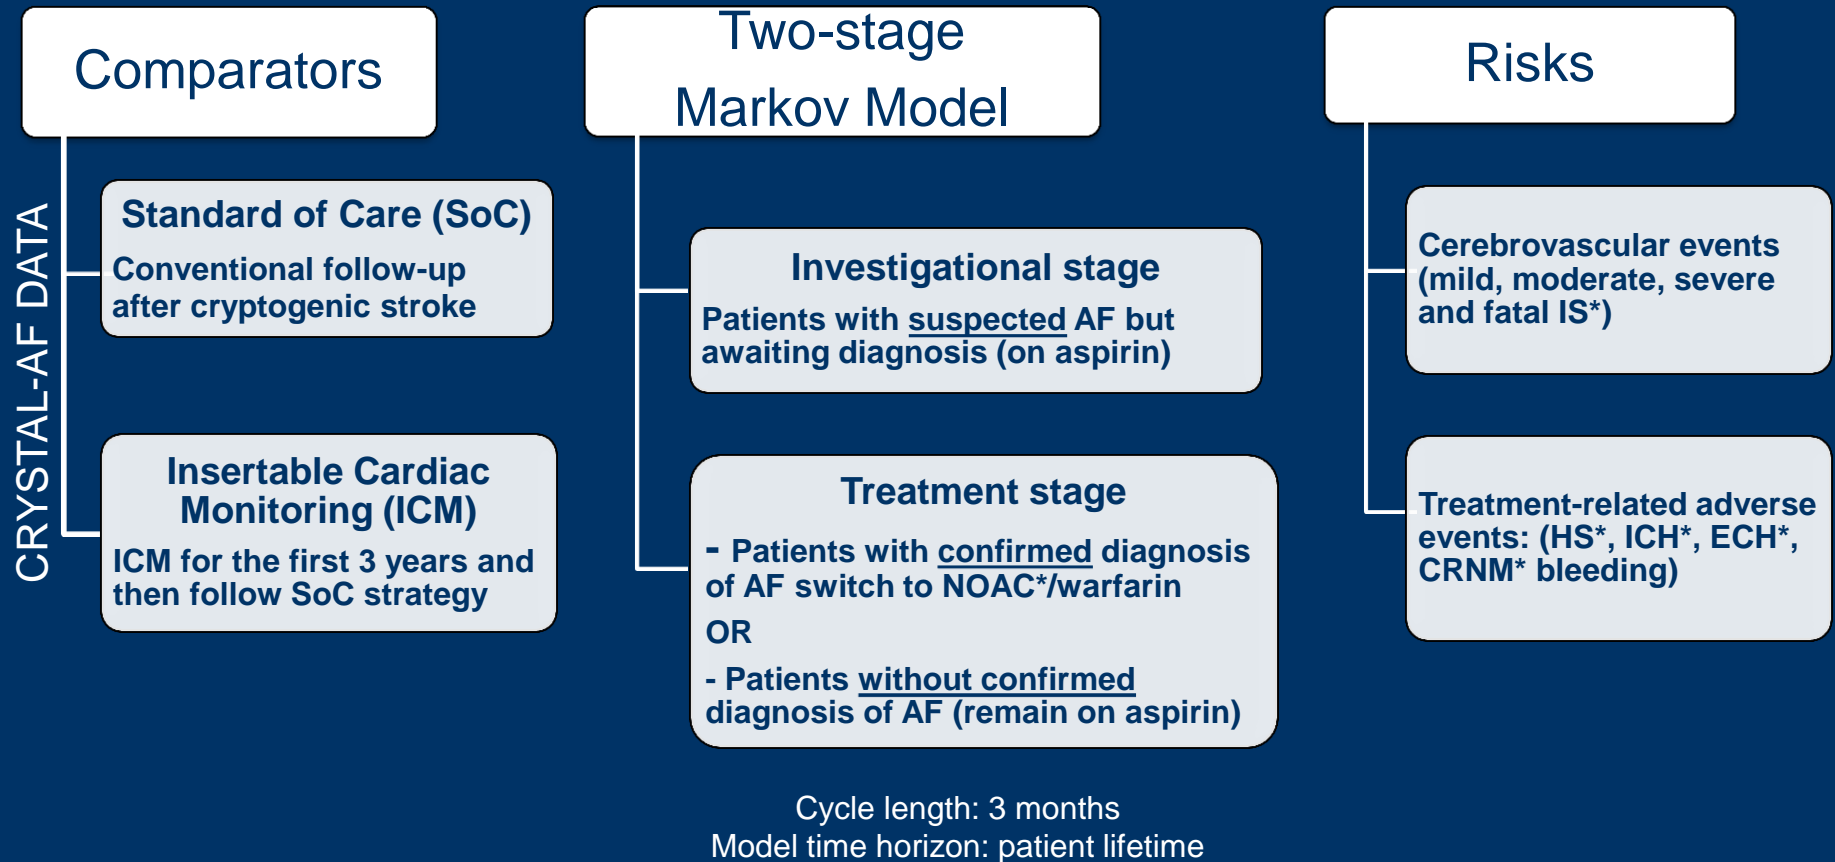 Comparators
CRYSTAL-AF DATA
Standard of Care (SoC)
Conventional follow-up
after cryptogenic stroke
Insertable Cardiac
Monitoring (ICM)
ICM for the first 3 years and
then follow SoC strategy
Two-stage
Markov Model
Investigational stage
Patients with suspected AF but
awaiting diagnosis (on aspirin)
Treatment stage
- Patients with confirmed diagnosis
of AF switch to NOAC*/warfarin
OR
- Patients without confirmed
diagnosis of AF (remain on aspirin)
Risks
Cerebrovascular events
(mild, moderate, severe
and fatal IS*)
Treatment-related adverse
events: (HS*, ICH*, ECH*,
CRNM* bleeding)
Cycle length: 3 months
Model time horizon: patient lifetime